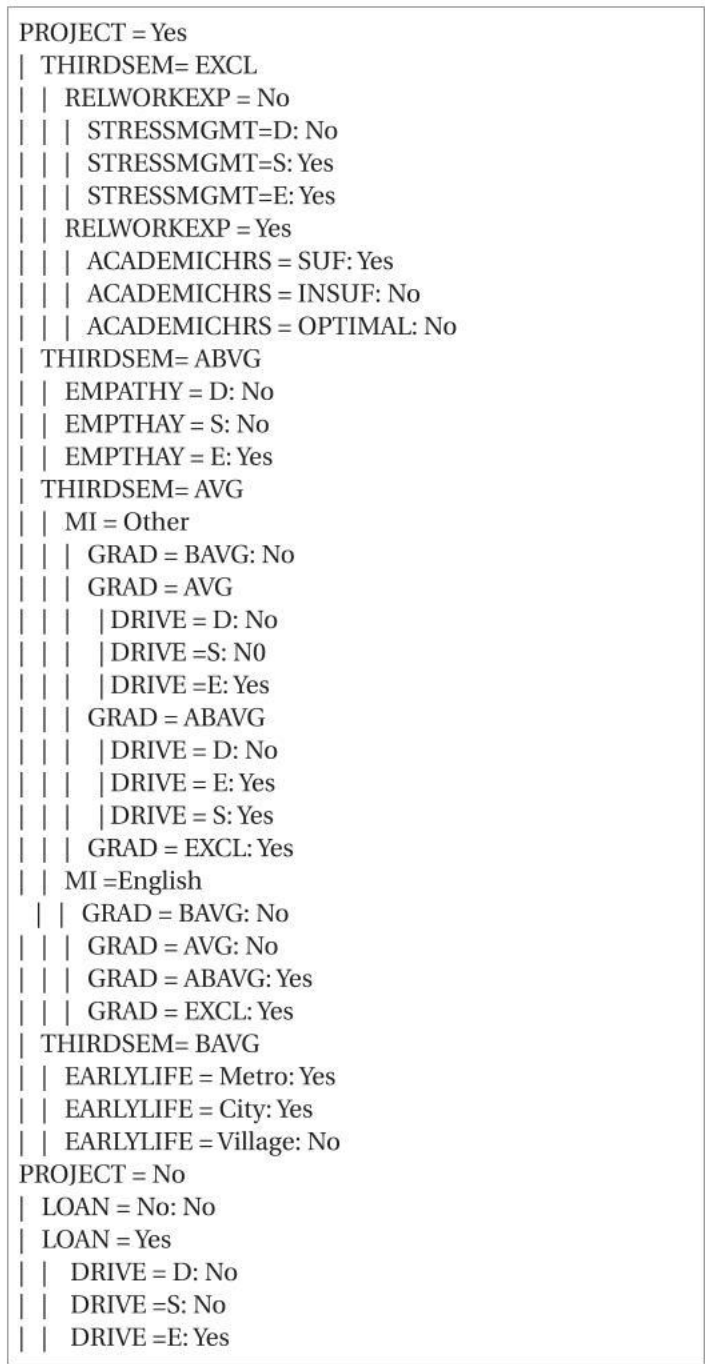 PROJECT = Yes
| THIRDSEM= EXCL
| | RELWORKEXP = No
| | | STRESSMGMT=D: No
| | | STRESSMGMT=S: Yes
| | | STRESSMGMT=E: Yes
| | RELWORKEXP = Yes
| | | ACADEMICHRS = SUF: Yes
| | | ACADEMICHRS = INSUF: No
| | | ACADEMICHRS = OPTIMAL: No
| THIRDSEM= ABVG
| | EMPATHY = D: No
| | EMPTHAY = S: No
| | EMPTHAY = E: Yes
| THIRDSEM= AVG
| | MI = Other
| | | GRAD = BAVG: No
| | | GRAD = AVG
| | | | DRIVE = D: No
| | | | DRIVE =S: N0
| | | | DRIVE =E: Yes
| | | GRAD = ABAVG
| | | | DRIVE = D: No
| | | | DRIVE = E: Yes
| | | | DRIVE = S: Yes
| | | GRAD = EXCL: Yes
| | MI =English
| | GRAD = BAVG: No
| | | GRAD = AVG: No
| | | GRAD = ABAVG: Yes
| | | GRAD = EXCL: Yes
| THIRDSEM= BAVG
| | EARLYLIFE = Metro: Yes
| | EARLYLIFE = City: Yes
| | EARLYLIFE = Village: No
PROJECT = No
| LOAN = No: No
| LOAN = Yes
| | DRIVE = D: No
| | DRIVE =S: No
| | DRIVE =E: Yes